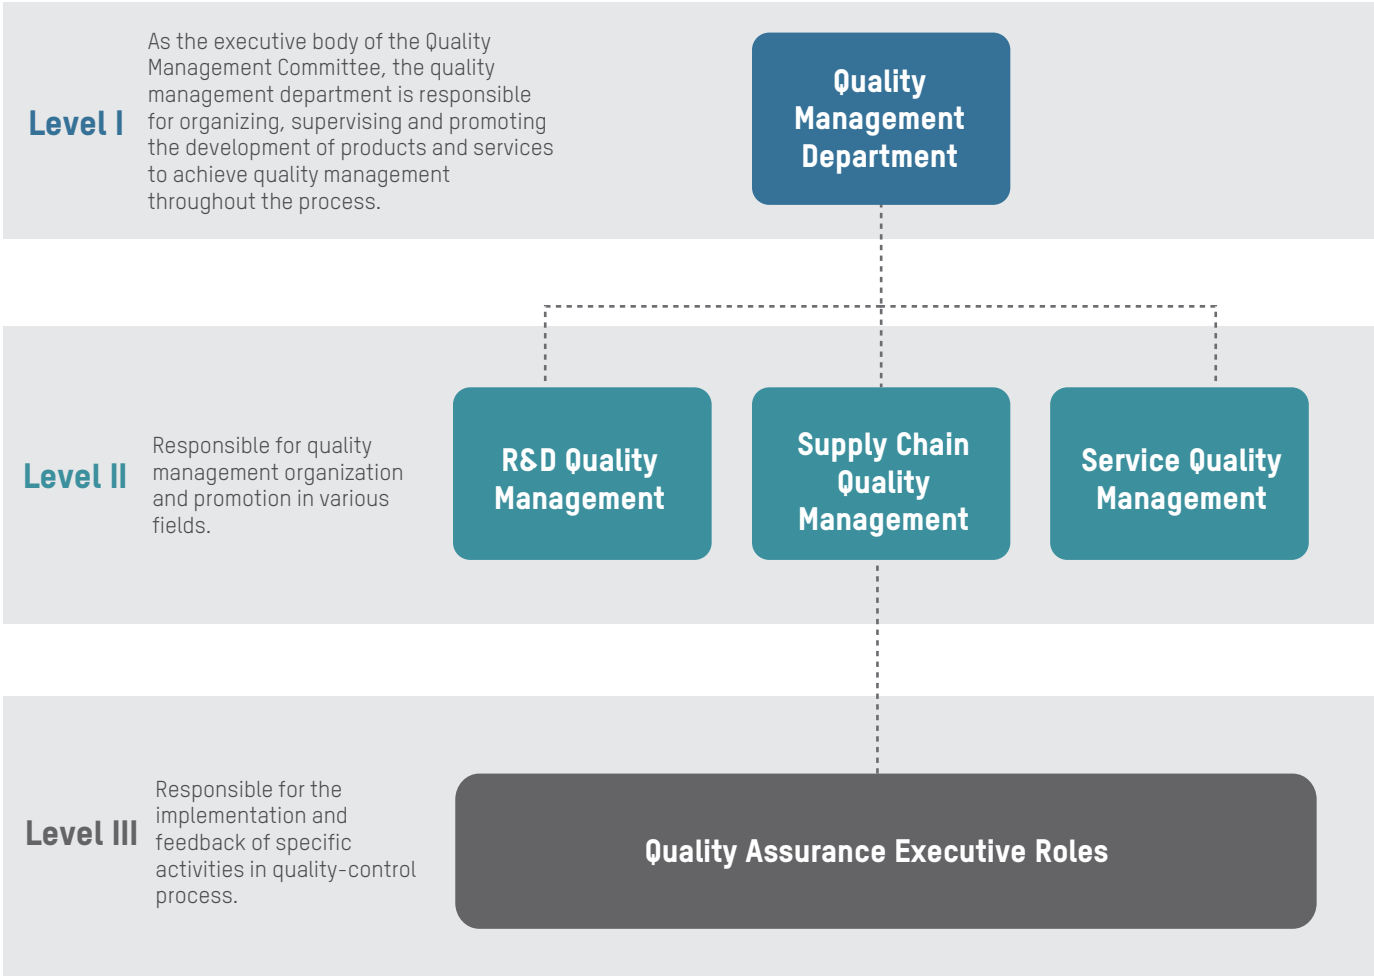 As the executive body of the Quality
Management Committee, the quality
management department is responsible
Level I
for organizing, supervising and promoting
the development of products and services
to achieve quality management
throughout the process.
Quality
Management
Department
Level II
Responsible for quality
management organization
and promotion in various
fields.
R&D Quality
Management
Supply Chain
Quality
Management
Service Quality
Management
Level III
Responsible for the
implementation and
feedback of specific
activities in quality-control
process.
Quality Assurance Executive Roles